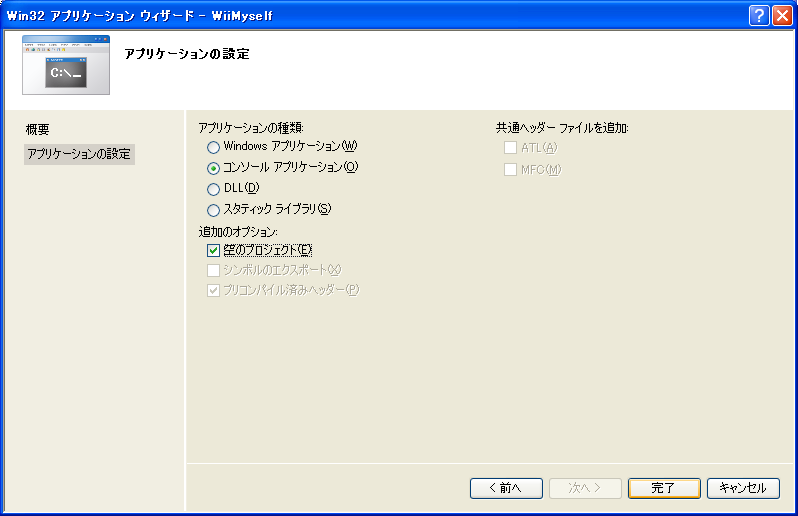 Win32 アプリケーション ウィザード - WiiMyself
アプリケーションの設定
C:\_
概要
アプリケーションの設定
アプリケーションの種類:
Windows アプリケーション(W)
コンソール アプリケーション(O)
DLL(D)
スタティック ライブラリ(S)
追加のオプション:
空のプロジェクト(E)
シンボルのエクスポート(X)
プリコンパイル済みヘッダー(P)
共通ヘッダー ファイルを追加:
ATL(A)
MFC(M)
< 前へ
次へ >
完了
キャンセル